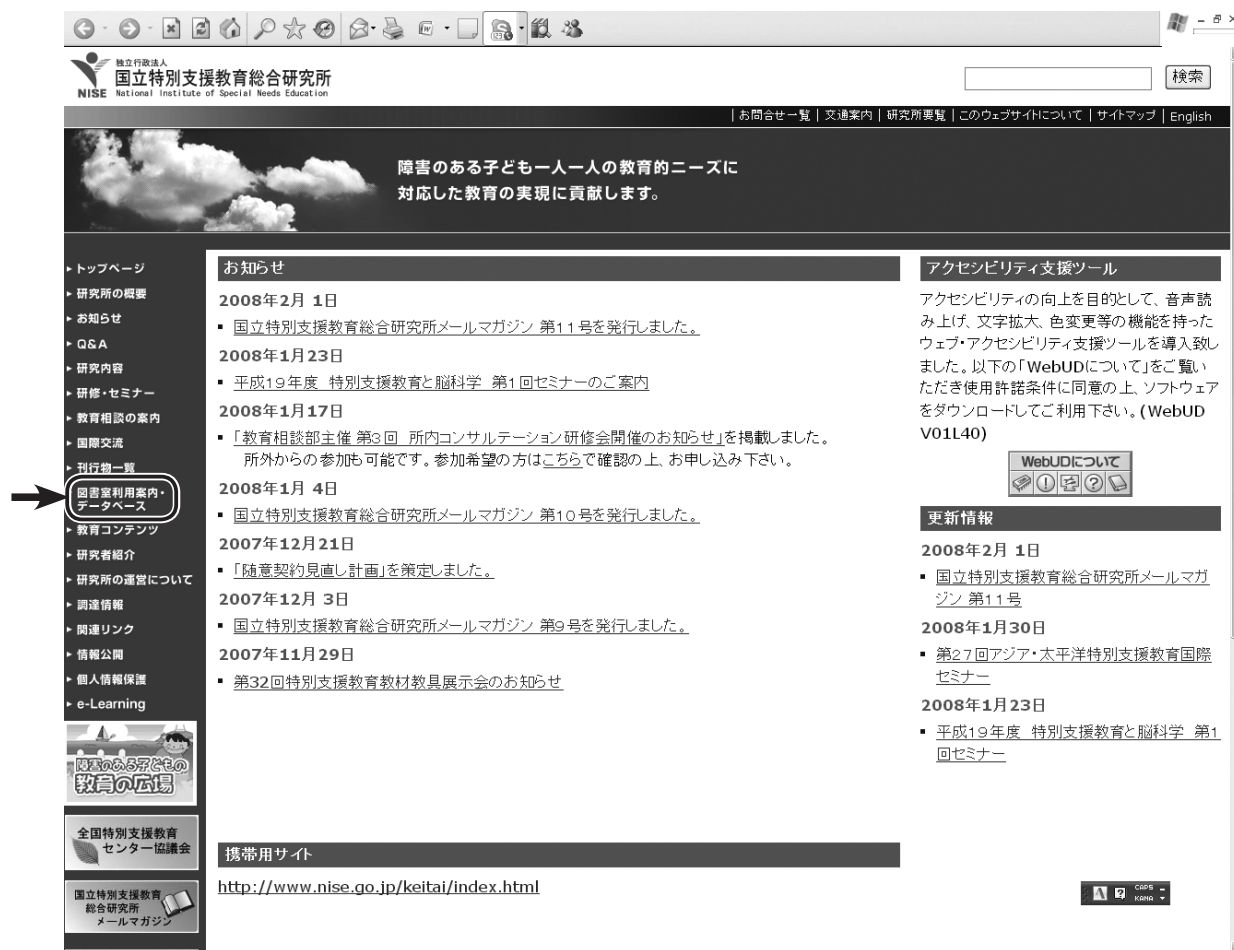 独立行政法人
国立特別支援教育総合研究所
NISE National Institute of Special Needs Education
検索
|お問合せ一覧|交通案内|研究所要覧|このウェブサイトについて|サイトマップ|English
障害のある子ども一人一人の教育的ニーズに
対応した教育の実現に貢献します。
トップページ
研究所の概要
お知らせ
Q&A
研究内容
研修・セミナー
教育相談の案内
国際交流
刊行物一覧
図書室利用案内・
データベース
教育コンテンツ
研究者紹介
研究所の運営について
調達情報
関連リンク
情報公開
個人情報保護
e-Learning
障害のある子どもの
教育の広場
全国特別支援教育
センター協議会
国立特別支援教育
総合研究所
メールマガジン
お知らせ
2008年2月 1日
国立特別支援教育総合研究所メールマガジン 第11号を発行しました。
2008年1月23日
平成19年度 特別支援教育と脳科学 第1回セミナーのご案内
2008年1月17日
「教育相談部主催 第3回 所内コンサルテーション研修会開催のお知らせ」を掲載しました。
所外からの参加も可能です。参加希望の方はこちらで確認の上、お申し込み下さい。
2008年1月 4日
国立特別支援教育総合研究所メールマガジン 第10号を発行しました。
2007年12月21日
「随意契約見直し計画」を策定しました。
2007年12月 3日
国立特別支援教育総合研究所メールマガジン 第9号を発行しました。
2007年11月29日
第32回特別支援教育教材教具展示会のお知らせ
携帯用サイト
http://www.nise.go.jp/keitai/index.html
アクセシビリティ支援ツール
アクセシビリティの向上を目的として、音声読
み上げ、文字拡大、色変更等の機能を持った
ウェブ・アクセシビリティ支援ツールを導入致し
ました。以下の「WebUDについて」をご覧い
ただき使用許諾条件に同意の上、ソフトウェア
をダウンロードしてご利用下さい。(WebUD
V01L40)
WebUDについて
更新情報
2008年2月 1日
国立特別支援教育総合研究所メールマガ
ジン 第11号
2008年1月30日
第27回アジア・太平洋特別支援教育国際
セミナー
2008年1月23日
平成19年度 特別支援教育と脳科学 第1
回セミナー
A
CAPS
KANA